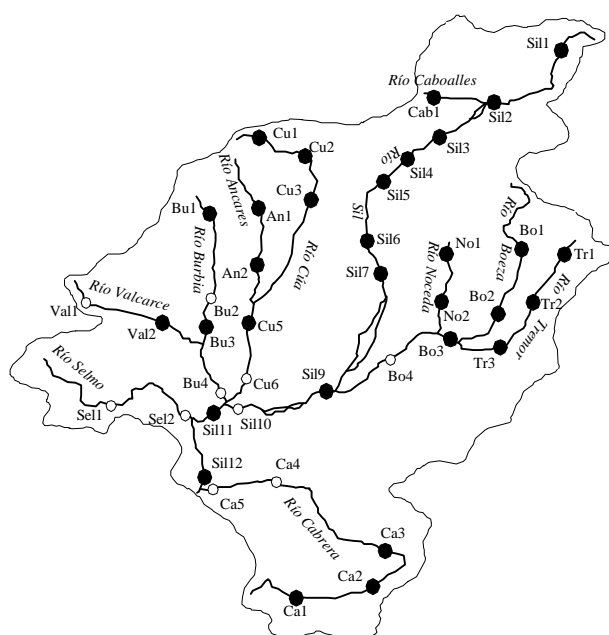 Sil1
Río Caboalles
Cab1
Sil2
Cu1
Cu2
Sil3
Río
Sil4
Río Ancares
Cu3
Sil5
Bu1
An1
Sil
Río
Bo1
Río Burbia
Río Cúa
Sil6
No1
Boeza
Tr1
An2
Sil7
Río Noceda
Río
Río Valcarce
Val1
Bu2
Bo2
Tr2
No2
Val2
Bu3
Cu5
Bo3
Tremor
Tr3
Río Selmo
Bu4
Cu6
Sil9
Bo4
Sel1
Sel2
Sil11
Sil10
Sil12
Ca4
Ca5
Río Cabrera
Ca3
Ca2
Ca1